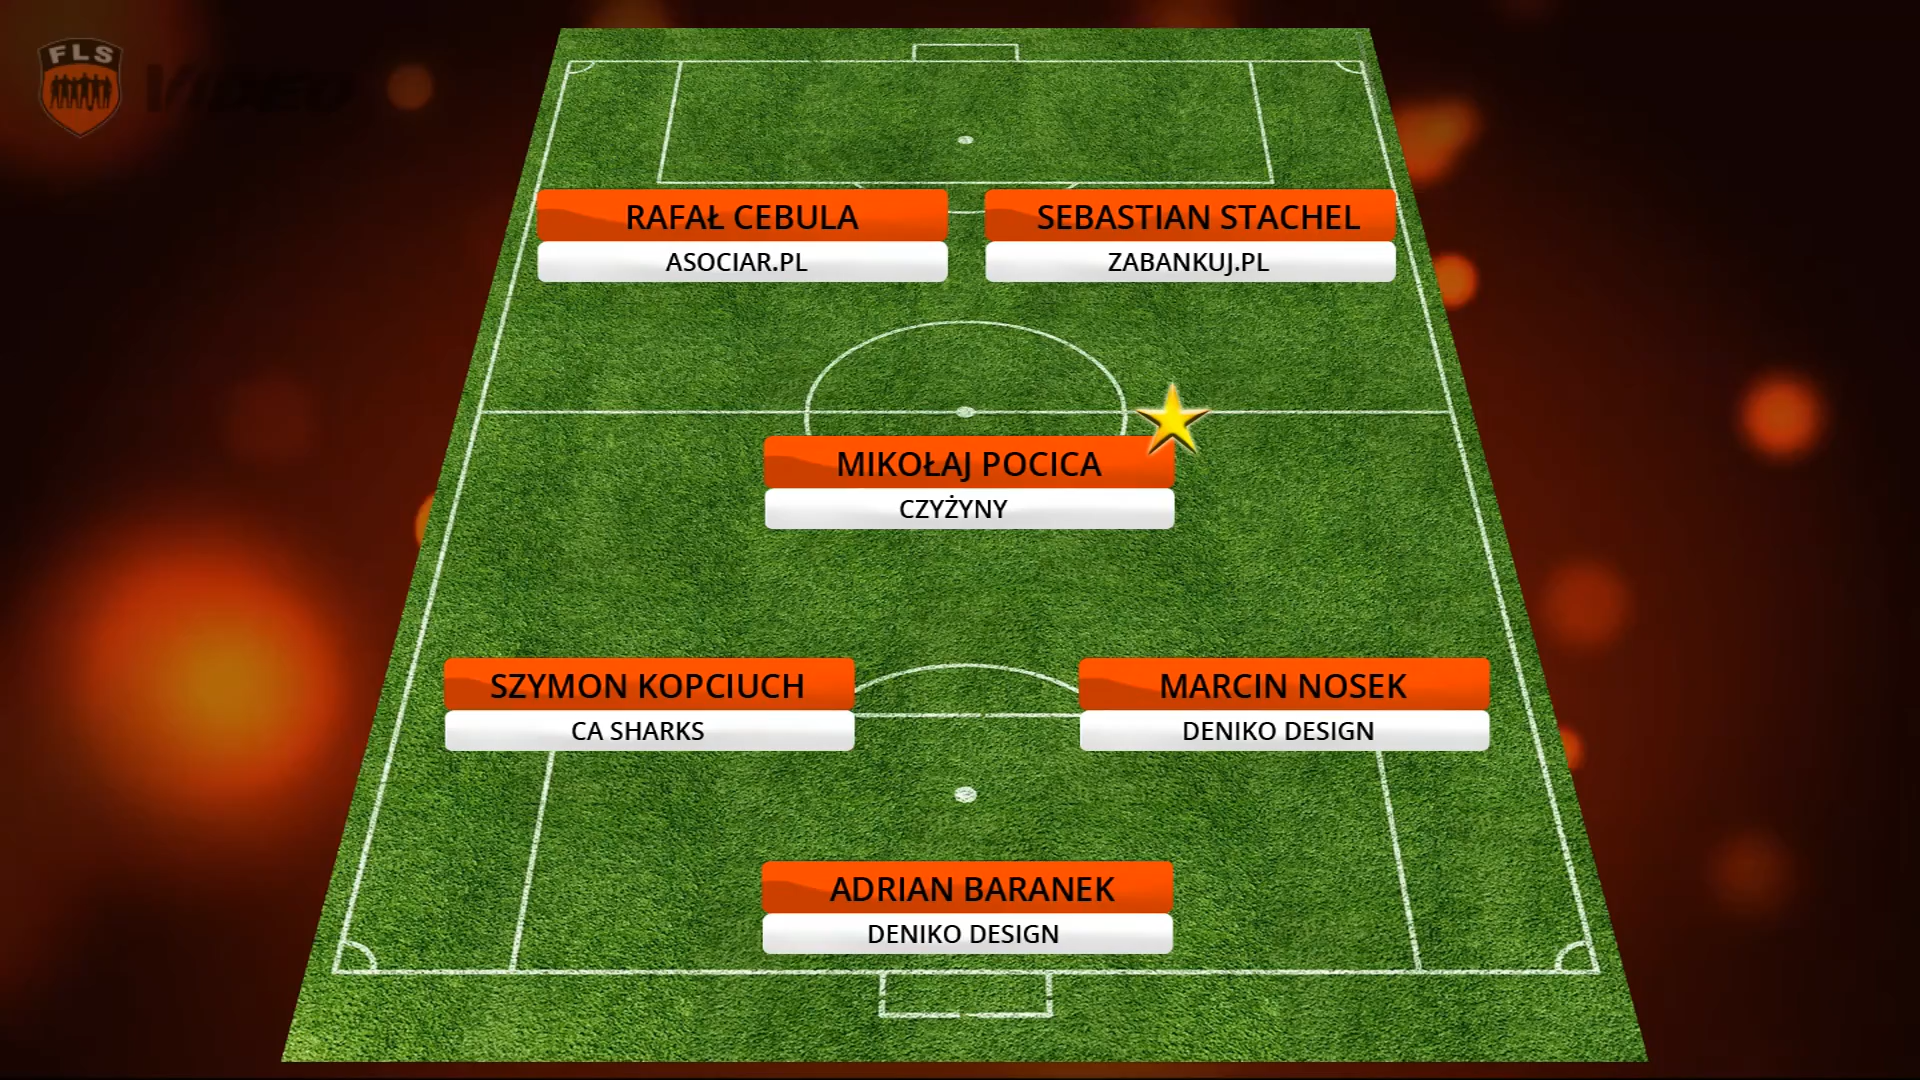 FLS
VIDEO
RAFAŁ CEBULA
ASOCIAR.PL
SEBASTIAN STACHEL
ZABANKUJ.PL
MIKOŁAJ POCICA
CZYŻYNY
SZYMON KOPCIUCH
CA SHARKS
MARCIN NOSEK
DENIKO DESIGN
ADRIAN BARANEK
DENIKO DESIGN